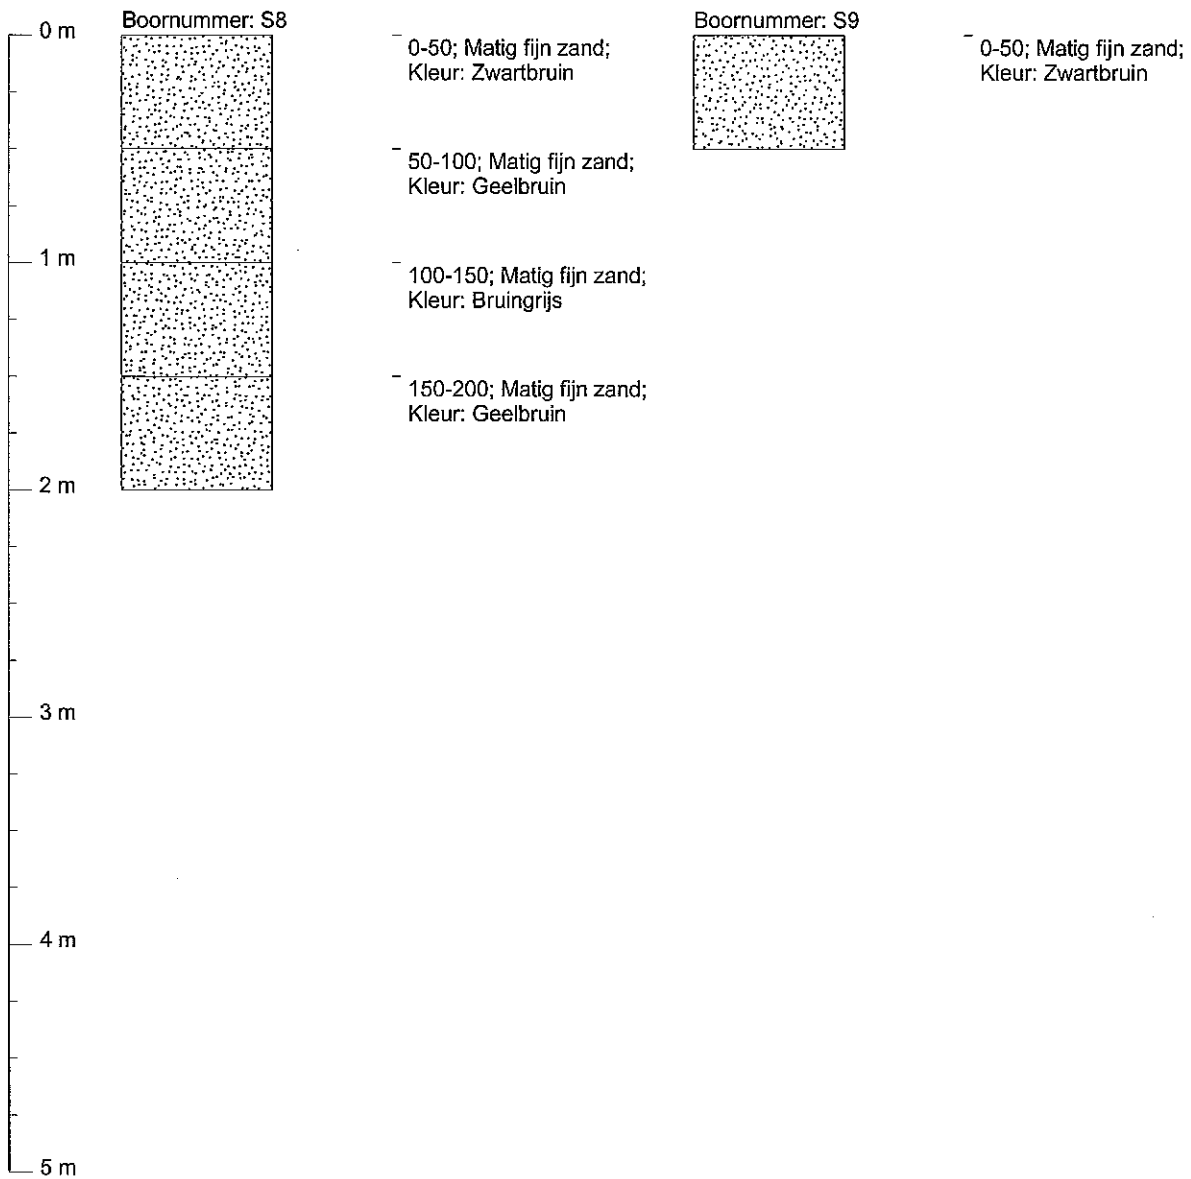 Boornummer: S8
0-50; Matig fijn zand;
Kleur: Zwartbruin
50-100; Matig fijn zand;
Kleur: Geelbruin
100-150; Matig fijn zand;
Kleur: Bruingrijs
150-200; Matig fijn zand;
Kleur: Geelbruin
Boornummer: S9
0-50; Matig fijn zand;
Kleur: Zwartbruin
0 m
1 m
2 m
3 m
4 m
5 m